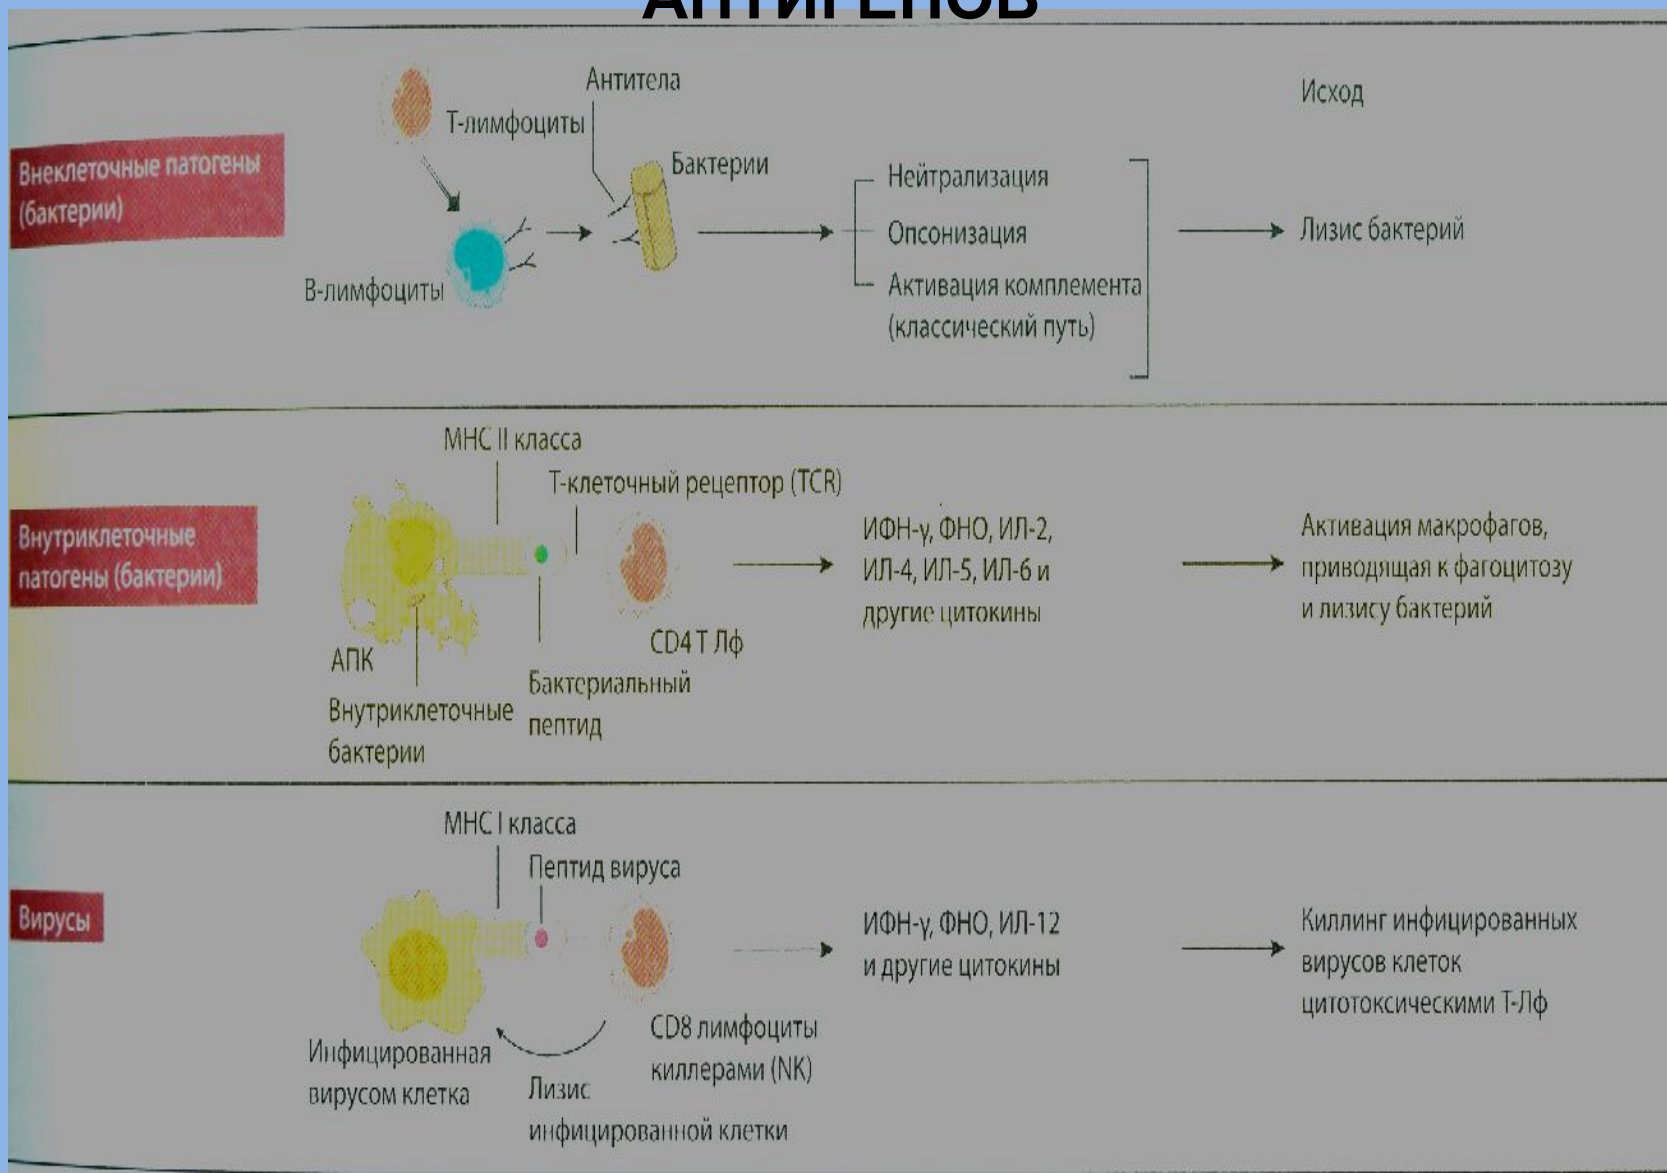 АНТИГЕНОВ
Исход
Внеклеточные патогены
(бактерии)
Т-лимфоциты
Антитела
Бактерии
В-лимфоциты
Нейтрализация
Опсонизация
Активация комплемента
(классический путь)
Лизис бактерий
Внутриклеточные
патогены (бактерии)
МНС II класса
Т-клеточный рецептор (TCR)
АПК
Внутриклеточные
бактерии
Бактериальный
пептид
CD4 Т Лф
ИФН-γ, ФНО, ИЛ-2,
ИЛ-4, ИЛ-5, ИЛ-6 и
другие цитокины
Активация макрофагов,
приводящая к фагоцитозу
и лизису бактерий
Вирусы
МНС I класса
Пептид вируса
Инфицированная
вирусом клетка
Лизис
инфицированной клетки
CD8 лимфоциты
киллерами (NK)
ИФН-γ, ФНО, ИЛ-12
и другие цитокины
Киллинг инфицированных
вирусов клеток
цитотоксическими Т-Лф